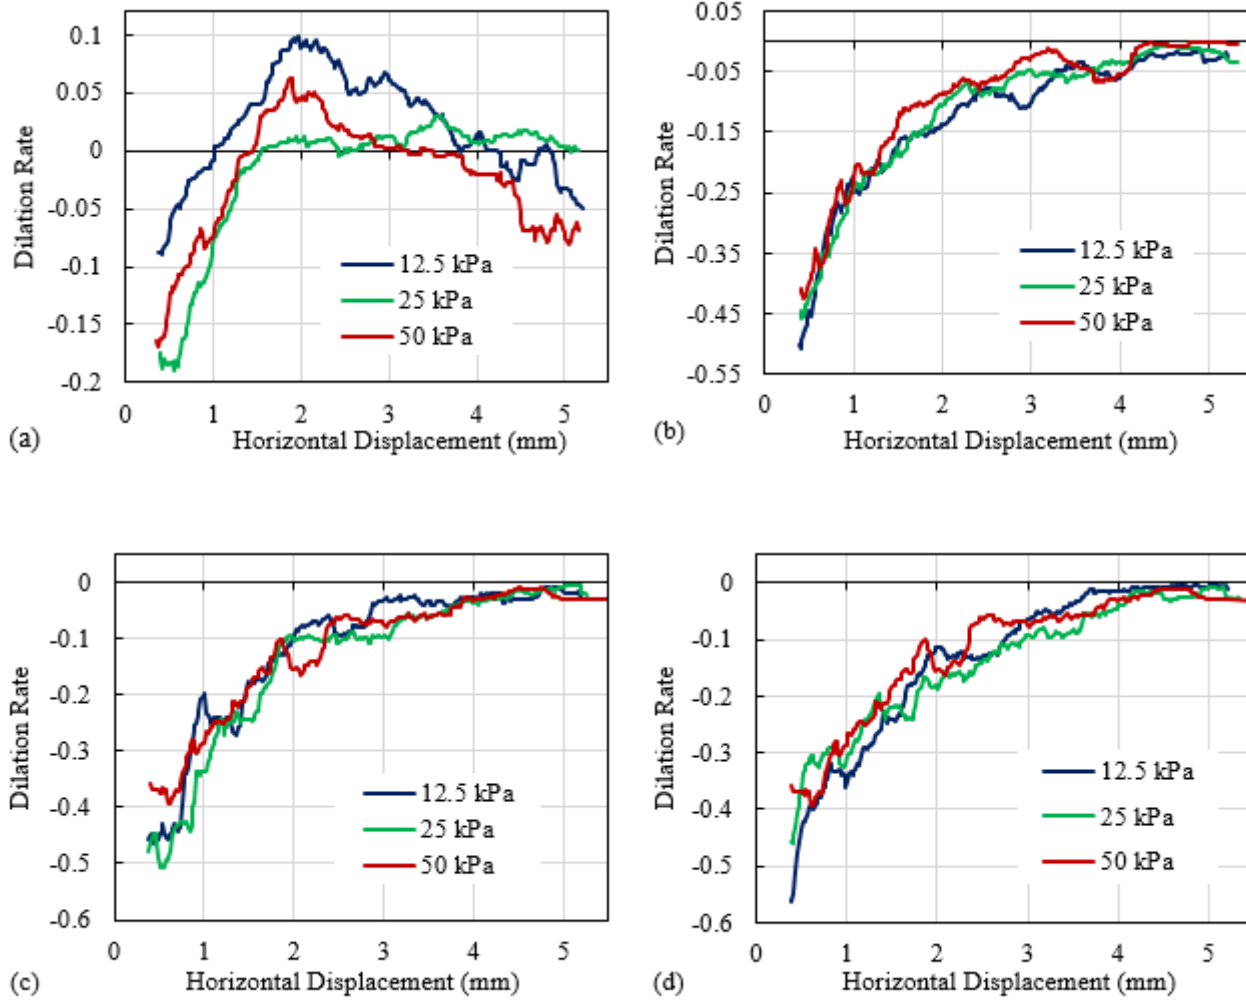 0.1
0.05
0
-0.05
-0.1
-0.15
-0.2
Dilation Rate
12.5 kPa
25 kPa
50 kPa
0 1 2 3 4 5
Horizontal Displacement (mm)
(a)
0.05
-0.05
-0.15
-0.25
-0.35
-0.45
-0.55
Dilation Rate
12.5 kPa
25 kPa
50 kPa
0 1 2 3 4 5
Horizontal Displacement (mm)
(b)
0
-0.1
-0.2
-0.3
-0.4
-0.5
-0.6
Dilation Rate
12.5 kPa
25 kPa
50 kPa
0 1 2 3 4 5
Horizontal Displacement (mm)
(c)
0
-0.1
-0.2
-0.3
-0.4
-0.5
-0.6
Dilation Rate
12.5 kPa
25 kPa
50 kPa
0 1 2 3 4 5
Horizontal Displacement (mm)
(d)